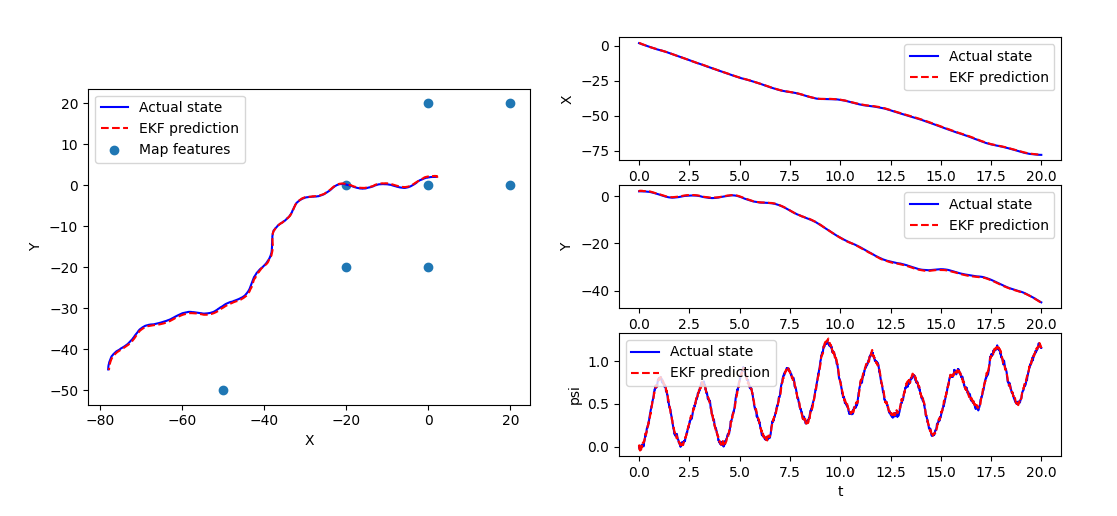 Actual state
EKF prediction
Map features
20
10
0
−10
−20
−30
−40
−50
Y
−80 −60 −40 −20 0 20
X
Actual state
EKF prediction
0
−25
−50
−75
X
0.0 2.5 5.0 7.5 10.0 12.5 15.0 17.5 20.0
Actual state
EKF prediction
0
−20
−40
Y
0.0 2.5 5.0 7.5 10.0 12.5 15.0 17.5 20.0
Actual state
EKF prediction
1.0
0.5
0.0
psi
0.0 2.5 5.0 7.5 10.0 12.5 15.0 17.5 20.0
t